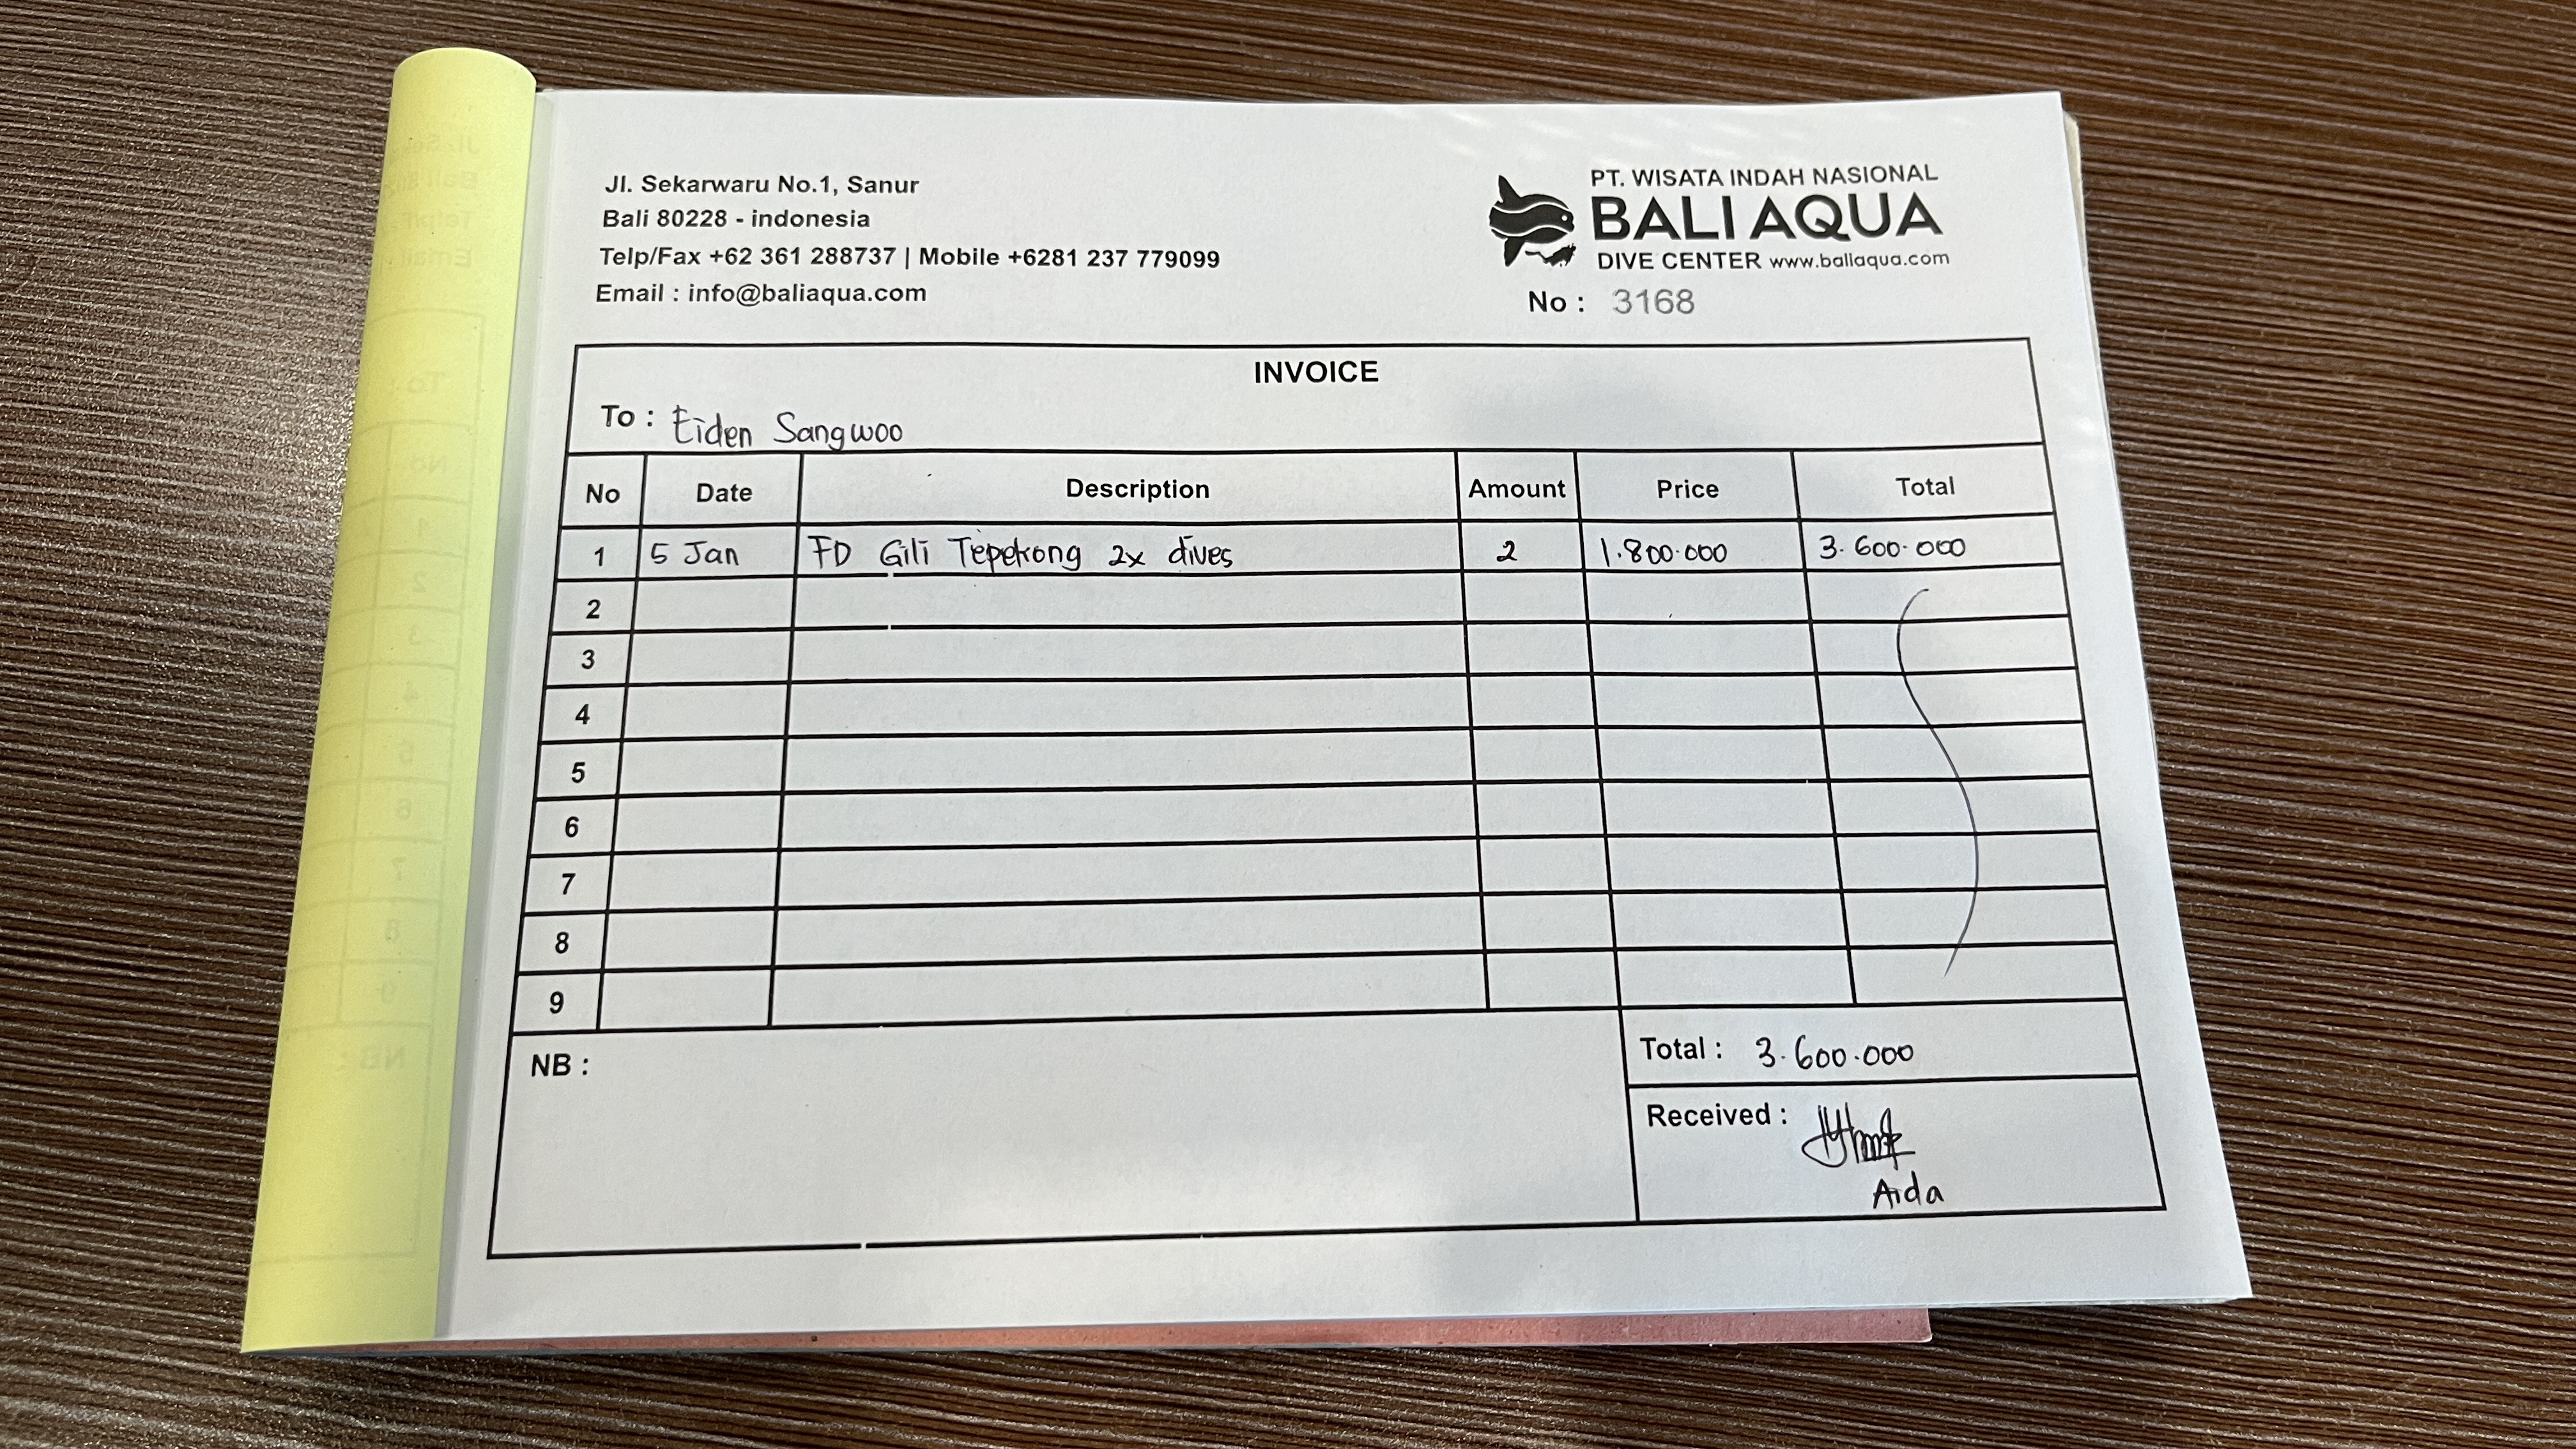 Jl. Sekarwaru No.1, Sanur
Bali 80228 - indonesia
Telp/Fax +62 361 288737 | Mobile +6281 237 779099
Email : info@baliaqua.com
PT. WISATA INDAH NASIONAL
BALI AQUA
DIVE CENTER www.baliaqua.com
No : 3168
INVOICE
To : Eiden Sangwoo
No Date Description Amount Price Total
1 5 Jan FD Gili Tepekong 2x dives 2 1.800.000 3.600.000
2
3
4
5
6
7
8
9
NB :
Total : 3.600.000
Received :
Aida